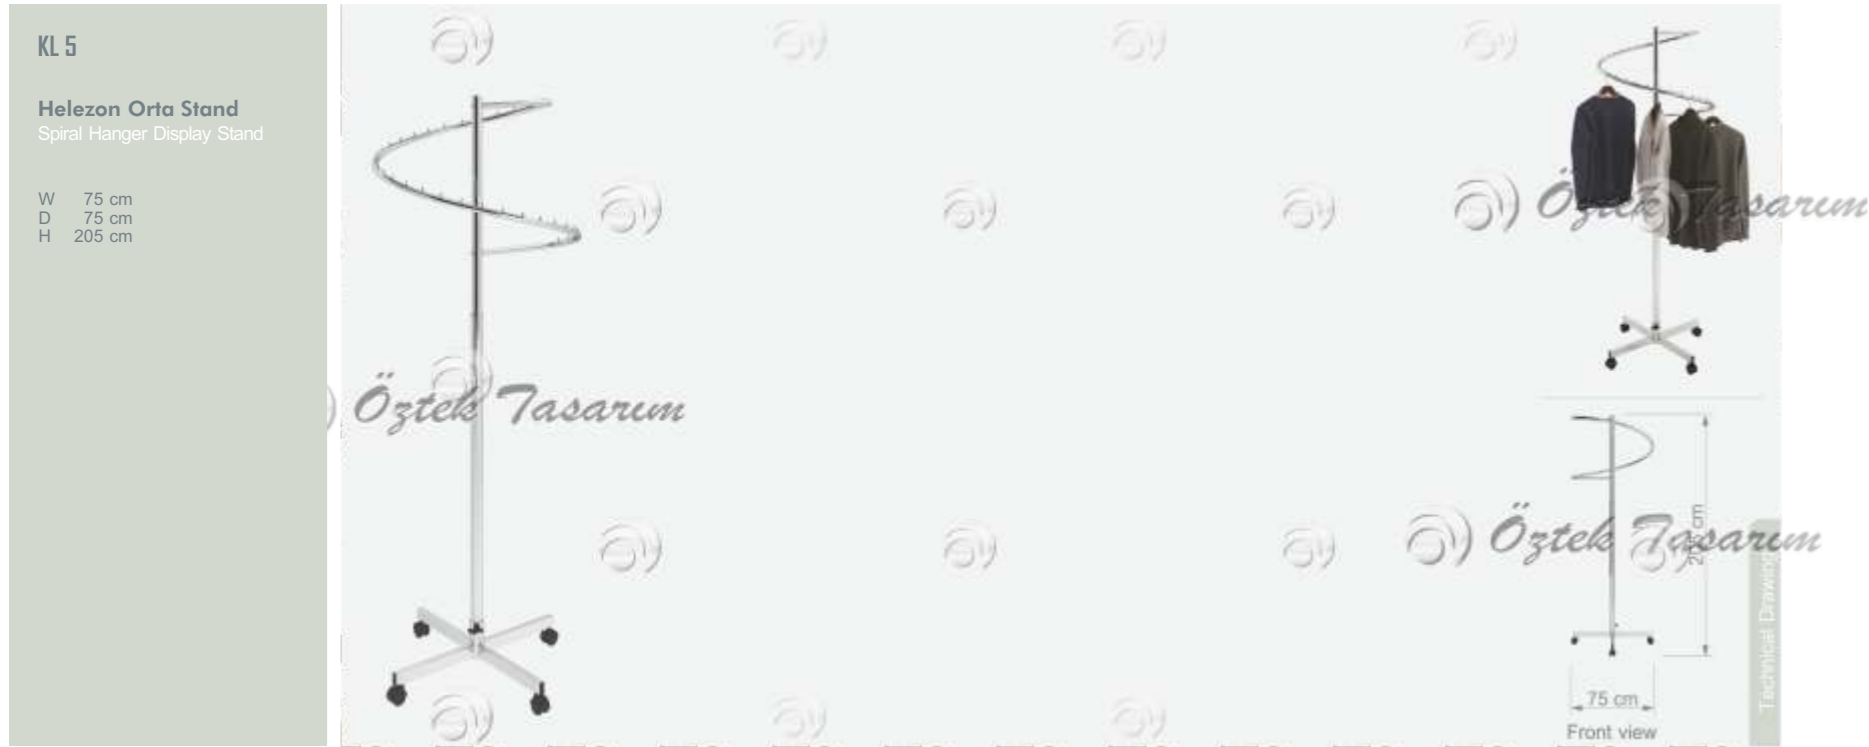 KL 5
Helezon Orta Stand
Spiral Hanger Display Stand
W 75 cm
D 75 cm
H 205 cm
Öztek Tasarım
Öztek Tasarım
Öztek Tasarım
cm
Technical Drawing
75 cm
Front view